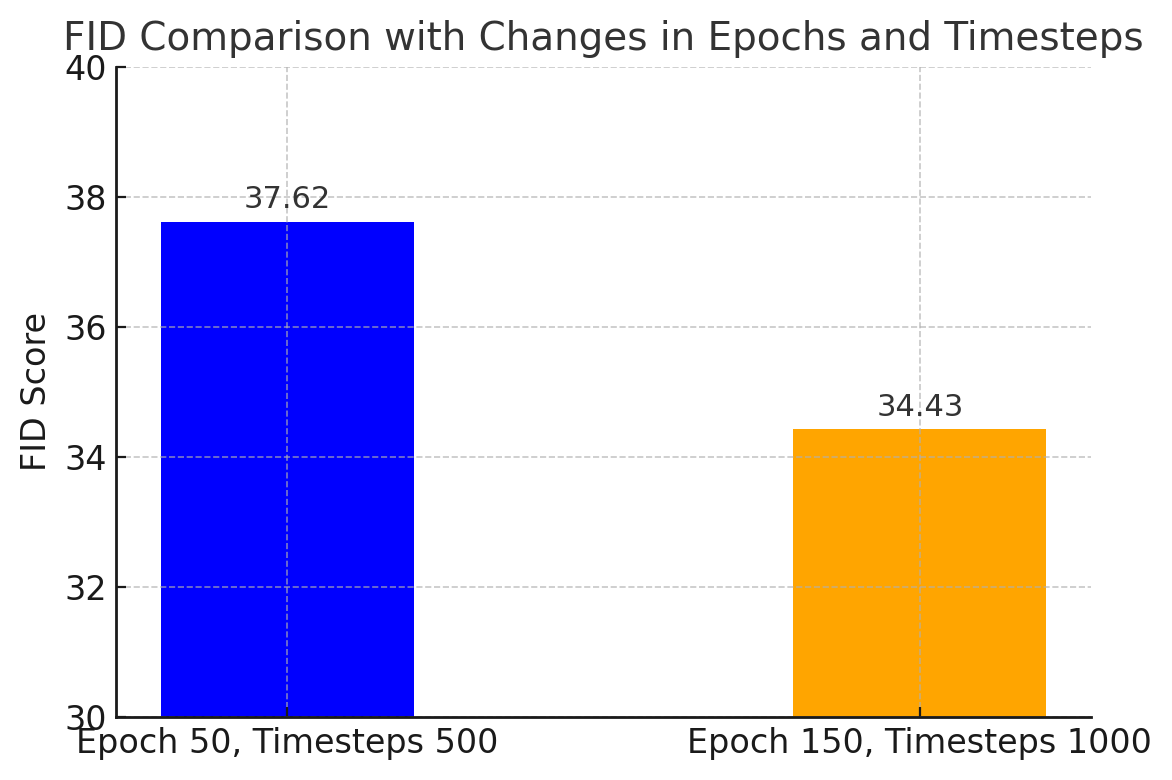 FID Comparison with Changes in Epochs and Timesteps
FID Score
40
38
36
34
32
30
37.62
34.43
Epoch 50, Timesteps 500
Epoch 150, Timesteps 1000